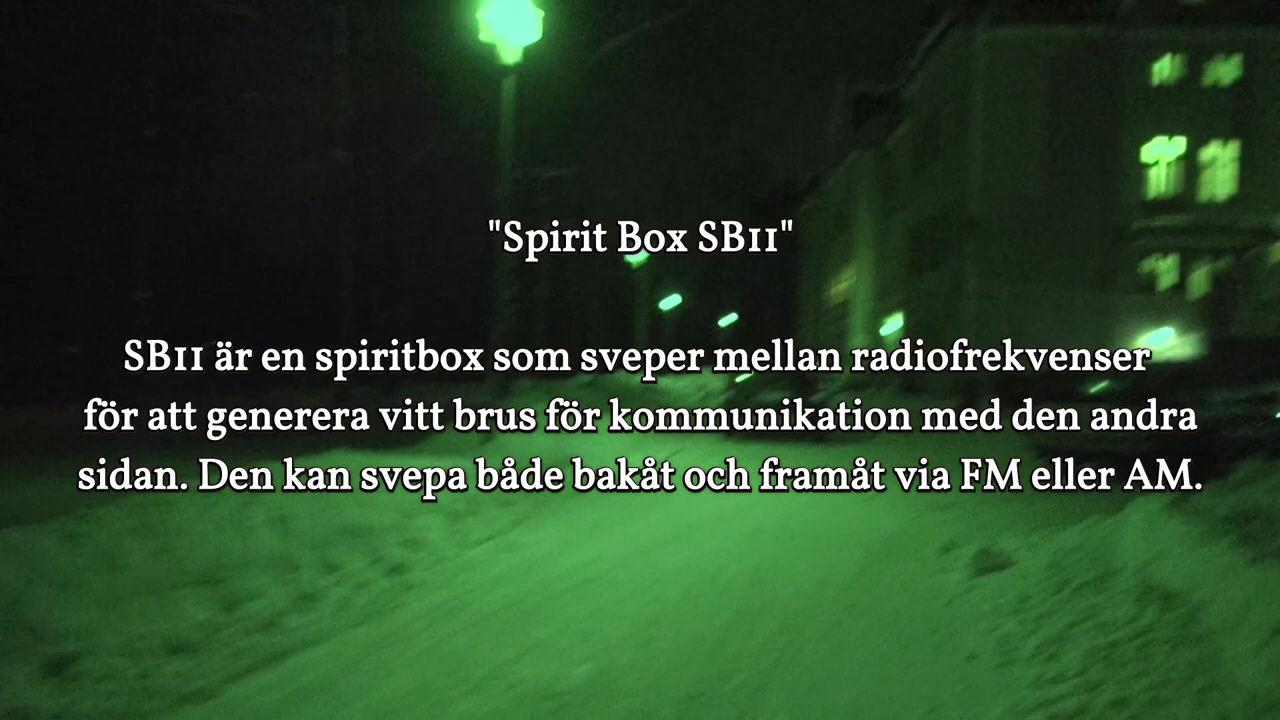 "Spirit Box SB11"
SB11 är en spiritbox som sveper mellan radiofrekvenser
för att generera vitt brus för kommunikation med den andra
sidan. Den kan svepa både bakåt och framåt via FM eller AM.